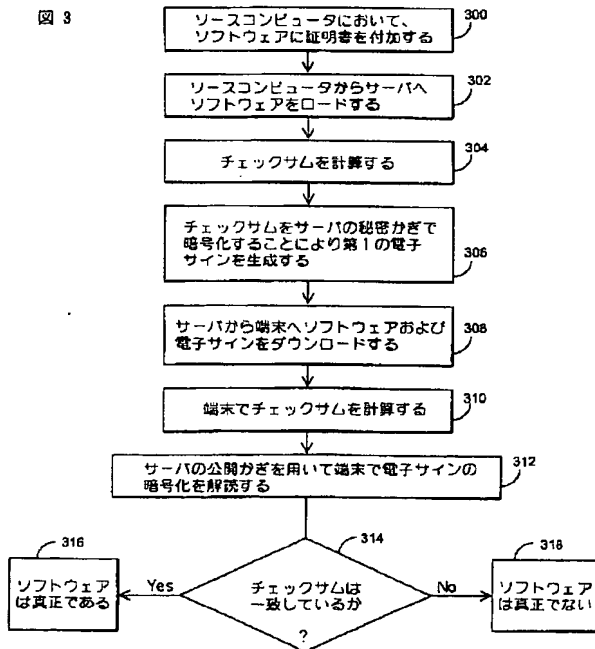 図 3
ソースコンピュータにおいて、
ソフトウェアに証明書を付加する
300
ソースコンピュータからサーバへ
ソフトウェアをロードする
302
チェックサムを計算する
304
チェックサムをサーバの秘密かぎで
暗号化することにより第1の電子
サインを生成する
306
サーバから端末へソフトウェアおよび
電子サインをダウンロードする
308
端末でチェックサムを計算する
310
サーバの公開かぎを用いて端末で電子サインの
暗号化を解読する
312
314
チェックサムは
一致しているか
?
Yes
No
316
ソフトウェア
は真正である
318
ソフトウェア
は真正でない